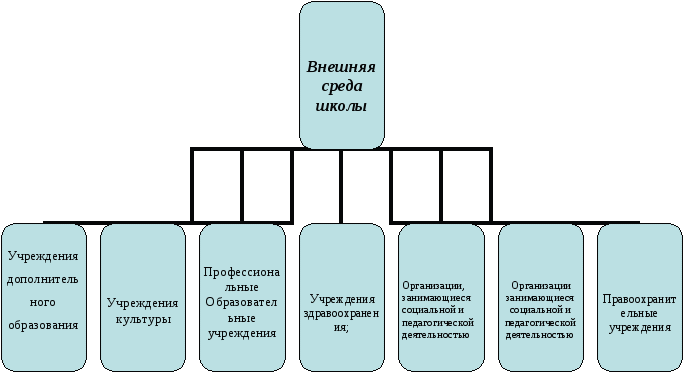 Внешняя
среда
школы
Учреждения
дополнитель
ного
образования
Учреждения
культуры
Профессиона
льные
Образовател
ьные
учреждения
Учреждения
здравоохранен
ия;
Организации,
занимающиеся
социальной и
педагогической
деятельностью
Организации
занимающиеся
социальной и
педагогической
деятельностью
Правоохранит
ельные
учреждения